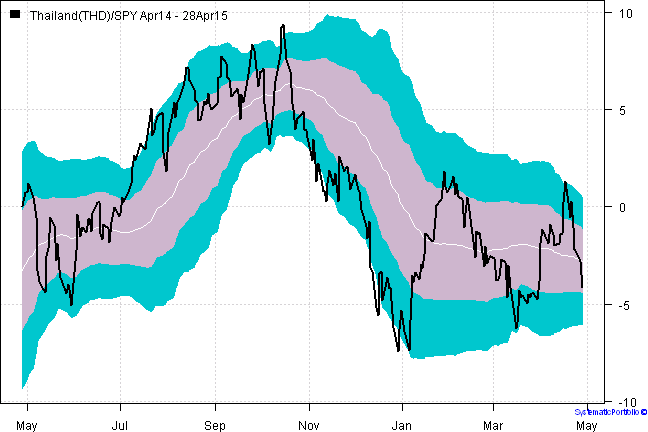 Thailand(THD)/SPY Apr14 - 28Apr15
10
5
0
-5
-10
SystematicPortfolio ©
May Jul Sep Nov Jan Mar May